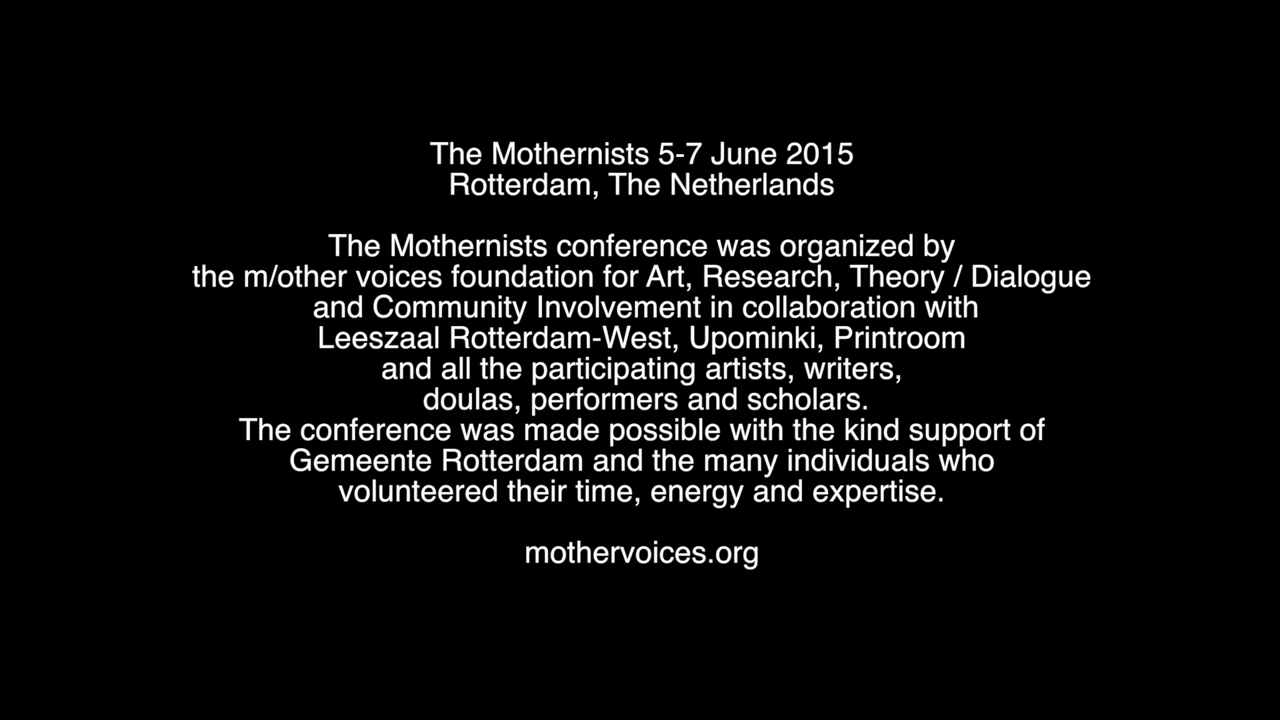 The Mothernists 5-7 June 2015
Rotterdam, The Netherlands
The Mothernists conference was organized by
the m/other voices foundation for Art, Research, Theory / Dialogue
and Community Involvement in collaboration with
Leeszaal Rotterdam-West, Upominki, Printroom
and all the participating artists, writers,
doulas, performers and scholars.
The conference was made possible with the kind support of
Gemeente Rotterdam and the many individuals who
volunteered their time, energy and expertise.
mothervoices.org